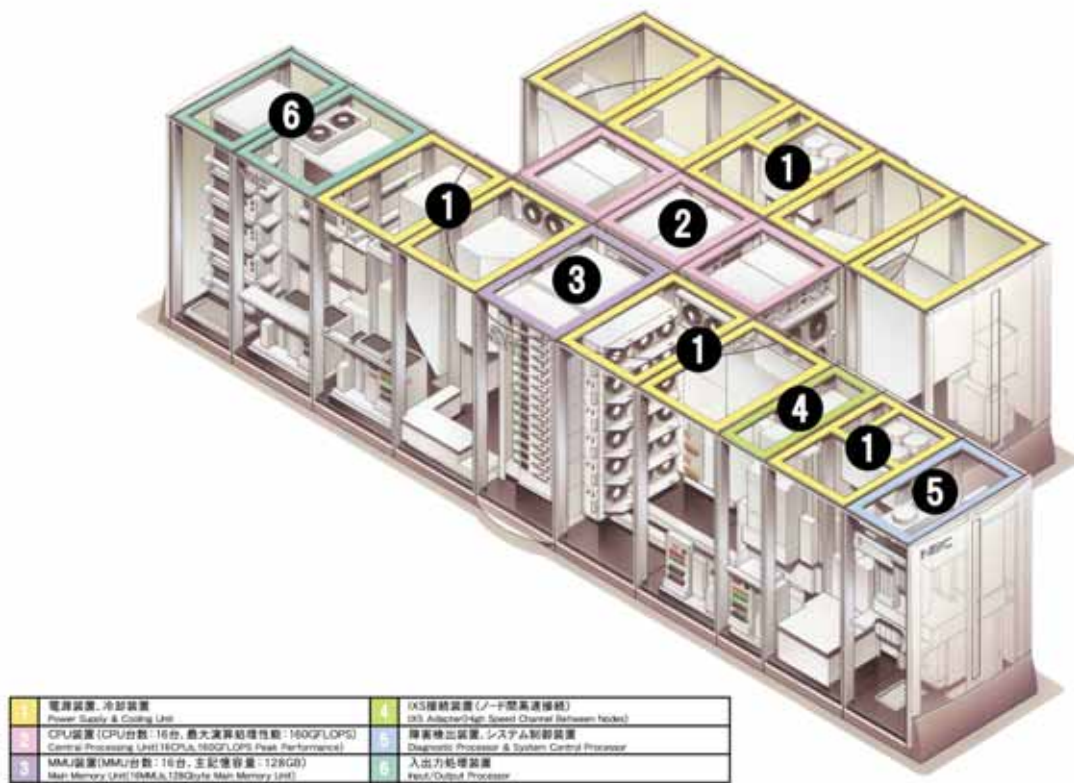 6
1
1
2
3
1
4
1
5
NEC
1 電源装置、冷却装置
Power Supply & Cooling Unit
2 CPU装置(CPU台数:16台、最大演算処理性能:160GFLOPS)
Central Processing Unit(16CPUs,160GFLOPS Peak Performance)
3 MMU装置(MMU台数:16台、主記憶容量:128GB)
Main Memory Unit(16MMUs,128Gbyte Main Memory Unit)
4 IXS接続装置(ノード間高速接続)
IXS Adapter(High Speed Channel Between Nodes)
5 障害検出装置、システム制御装置
Diagnostic Processor & System Control Processor
6 入出力処理装置
Input/Output Processor